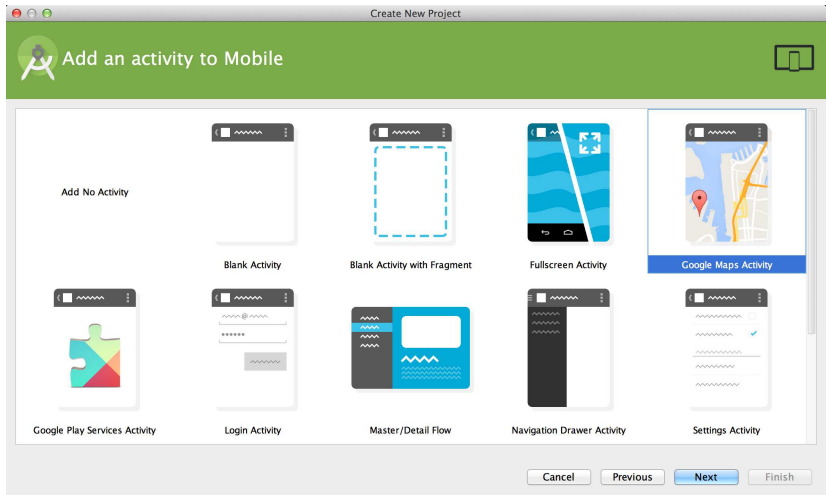 Create New Project
Add an activity to Mobile
Add No Activity
Blank Activity
Blank Activity with Fragment
Fullscreen Activity
Google Maps Activity
@
Google Play Services Activity
Login Activity
Master/Detail Flow
Navigation Drawer Activity
Settings Activity
Cancel
Previous
Next
Finish